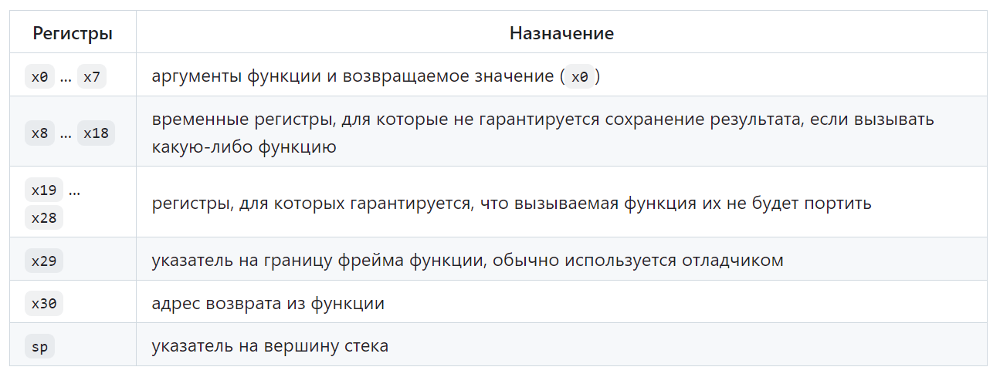 Регистры Назначение
x0 … x7 аргументы функции и возвращаемое значение (x0)
x8 … x18 временные регистры, для которые не гарантируется сохранение результата, если вызывать
какую-либо функцию
x19 …
x28
регистры, для которых гарантируется, что вызываемая функция их не будет портить
x29 указатель на границу фрейма функции, обычно используется отладчиком
x30 адрес возврата из функции
sp указатель на вершину стека